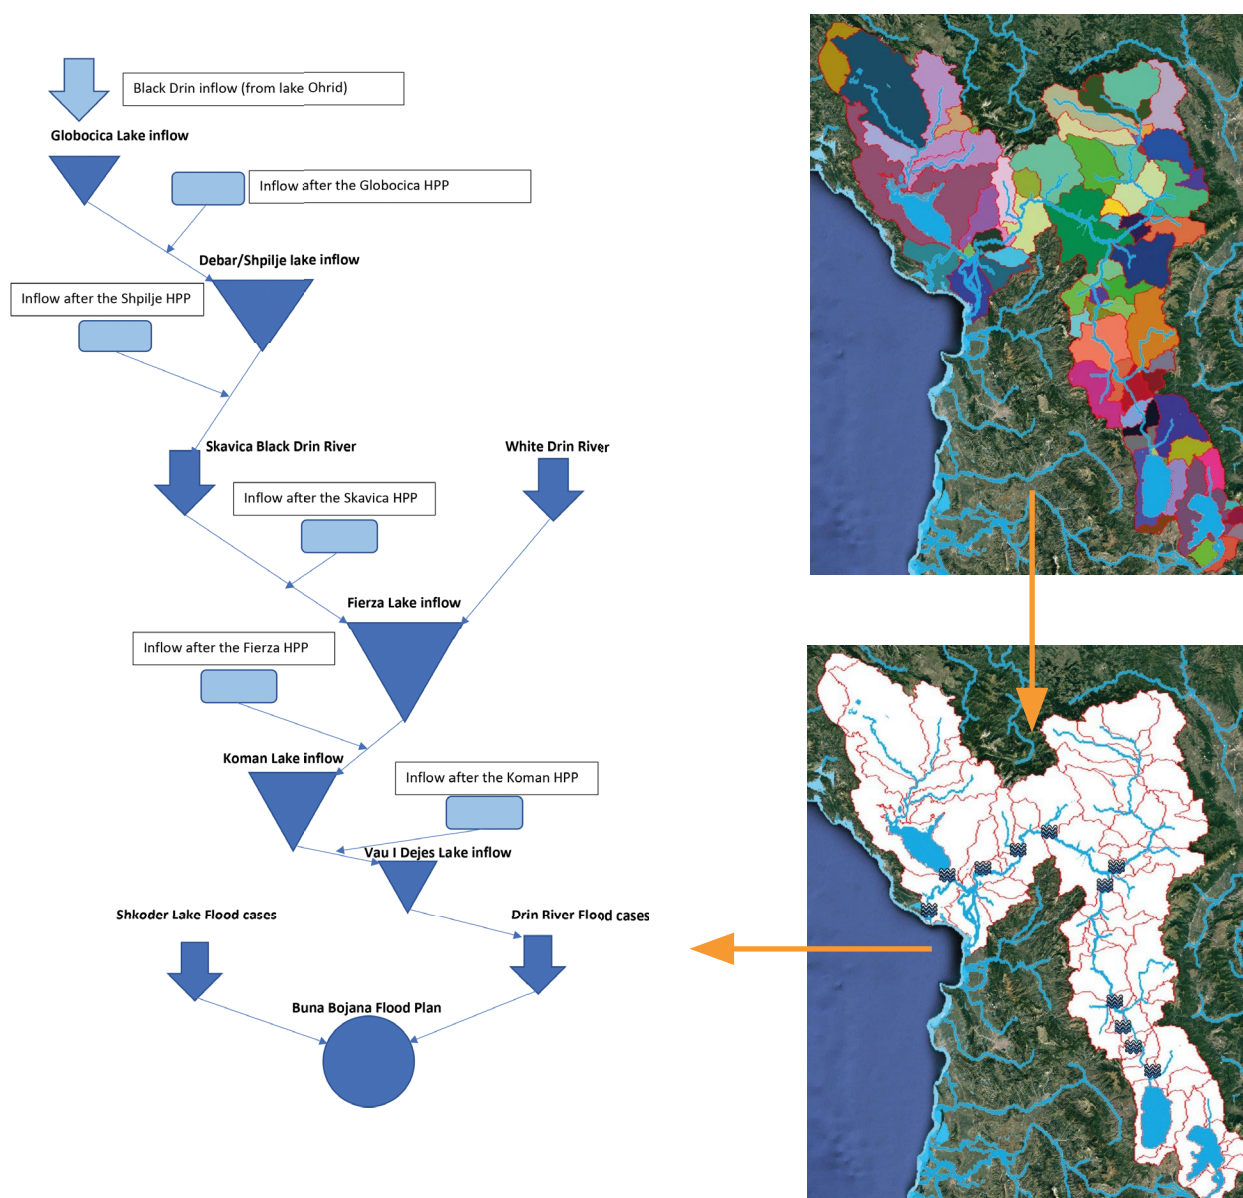 Black Drin inflow (from lake Ohrid)
Globocica Lake inflow
Inflow after the Globocica HPP
Debar/Shpilje lake inflow
Inflow after the Shpilje HPP
Skavica Black Drin River
White Drin River
Inflow after the Skavica HPP
Fierza Lake inflow
Inflow after the Fierza HPP
Koman Lake inflow
Inflow after the Koman HPP
Vau I Dejes Lake inflow
Shkoder Lake Flood cases
Drin River Flood cases
Buna Bojana Flood Plan